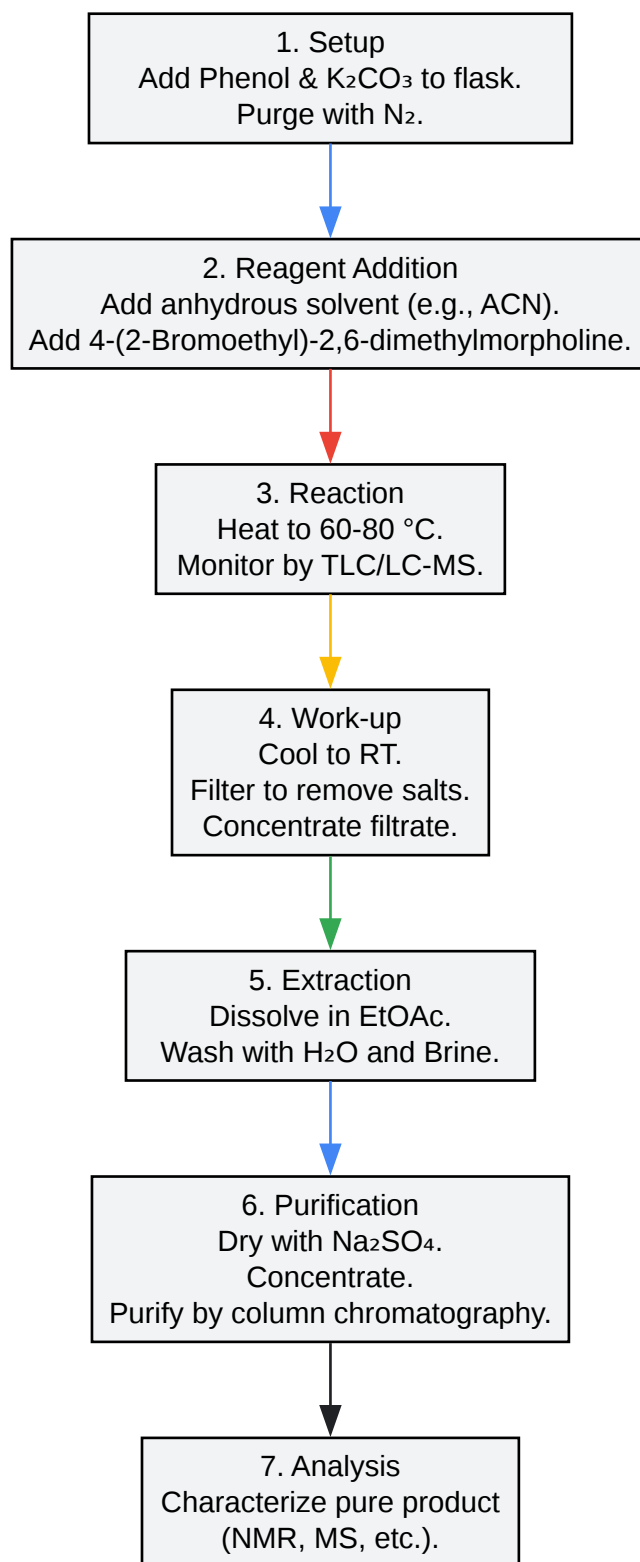 1. Setup
Add Phenol & K₂CO₃ to flask.
Purge with N₂.
2. Reagent Addition
Add anhydrous solvent (e.g., ACN).
Add 4-(2-Bromoethyl)-2,6-dimethylmorpholine.
3. Reaction
Heat to 60-80 °C.
Monitor by TLC/LC-MS.
4. Work-up
Cool to RT.
Filter to remove salts.
Concentrate filtrate.
5. Extraction
Dissolve in EtOAc.
Wash with H₂O and Brine.
6. Purification
Dry with Na₂SO₄.
Concentrate.
Purify by column chromatography.
7. Analysis
Characterize pure product
(NMR, MS, etc.).